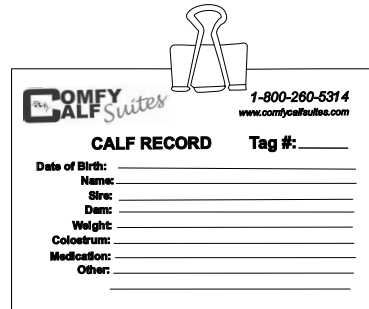 COMFY
CALF Suites
1-800-260-5314
www.comfycalfsuites.com
CALF RECORD Tag #:
Date of Birth:
Name:
Sire:
Dam:
Weight:
Colostrum:
Medication:
Other: